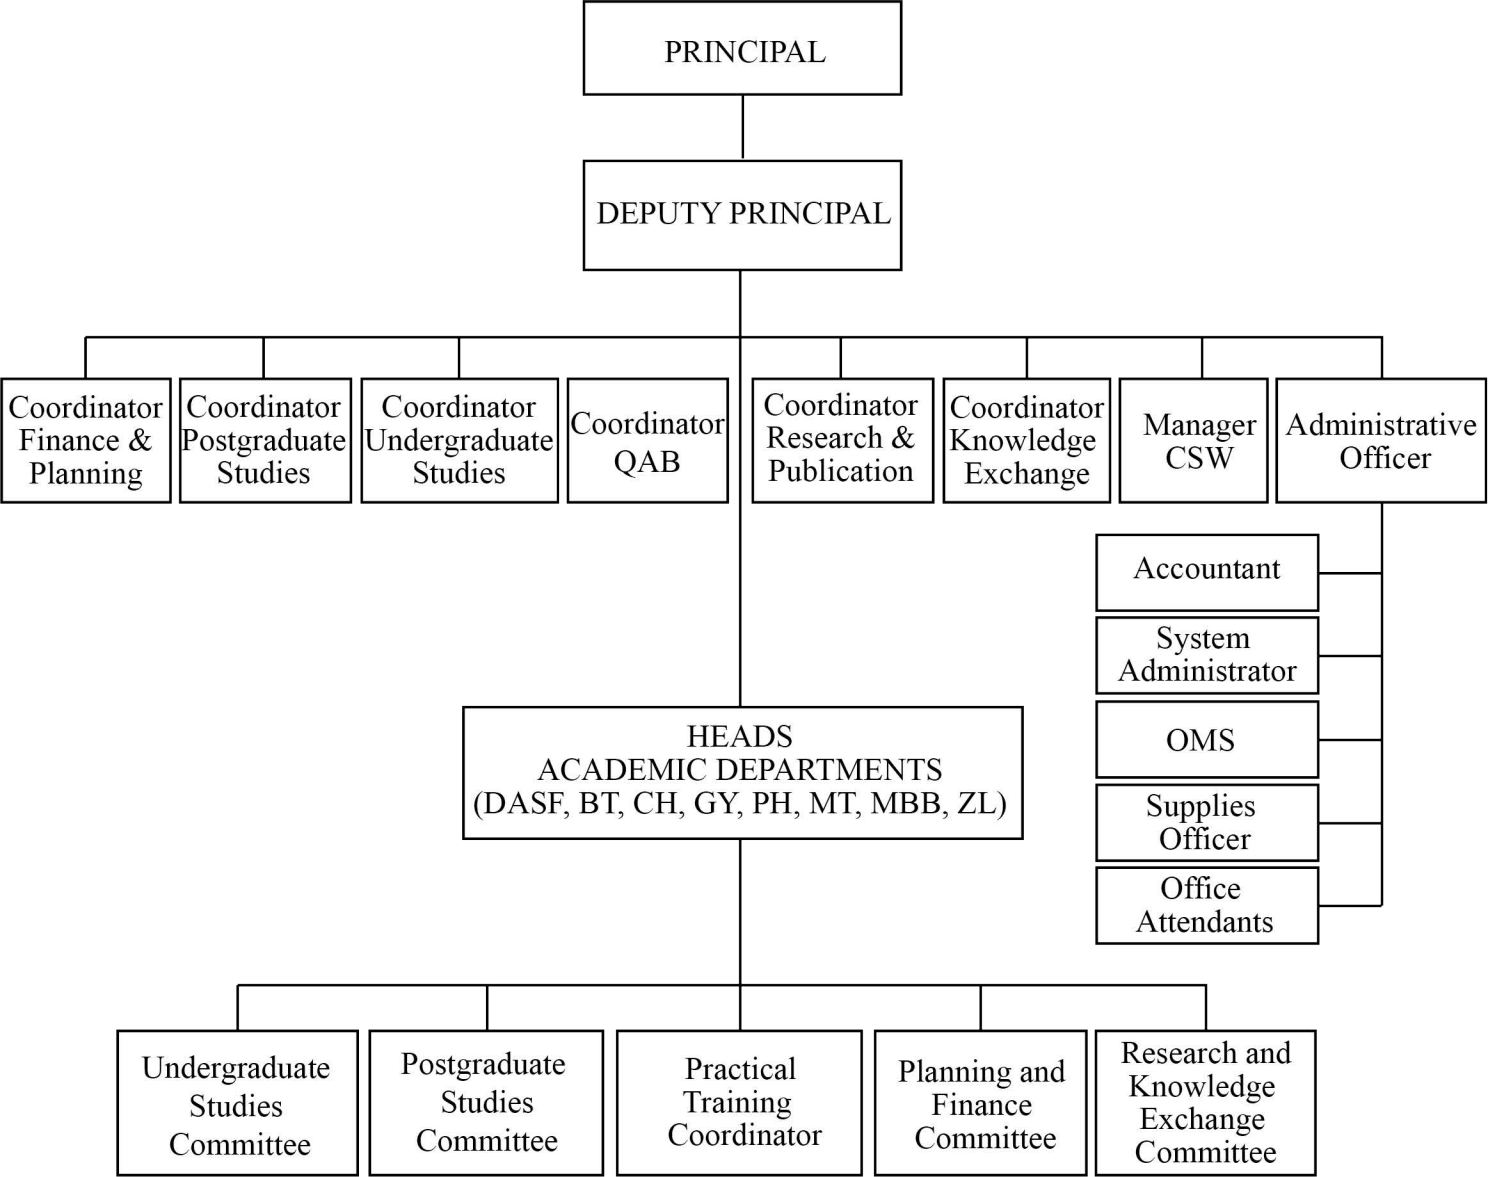 PRINCIPAL
DEPUTY PRINCIPAL
Coordinator
Finance &
Planning
Coordinator
Postgraduate
Studies
Coordinator
Undergraduate
Studies
Coordinator
QAB
Coordinator
Research &
Publication
Coordinator
Knowledge
Exchange
Manager
CSW
Administrative
Officer
Accountant
System
Administrator
OMS
Supplies
Officer
Office
Attendants
HEADS
ACADEMIC DEPARTMENTS
(DASF, BT, CH, GY, PH, MT, MBB, ZL)
Undergraduate
Studies
Committee
Postgraduate
Studies
Committee
Practical
Training
Coordinator
Planning and
Finance
Committee
Research and
Knowledge
Exchange
Committee